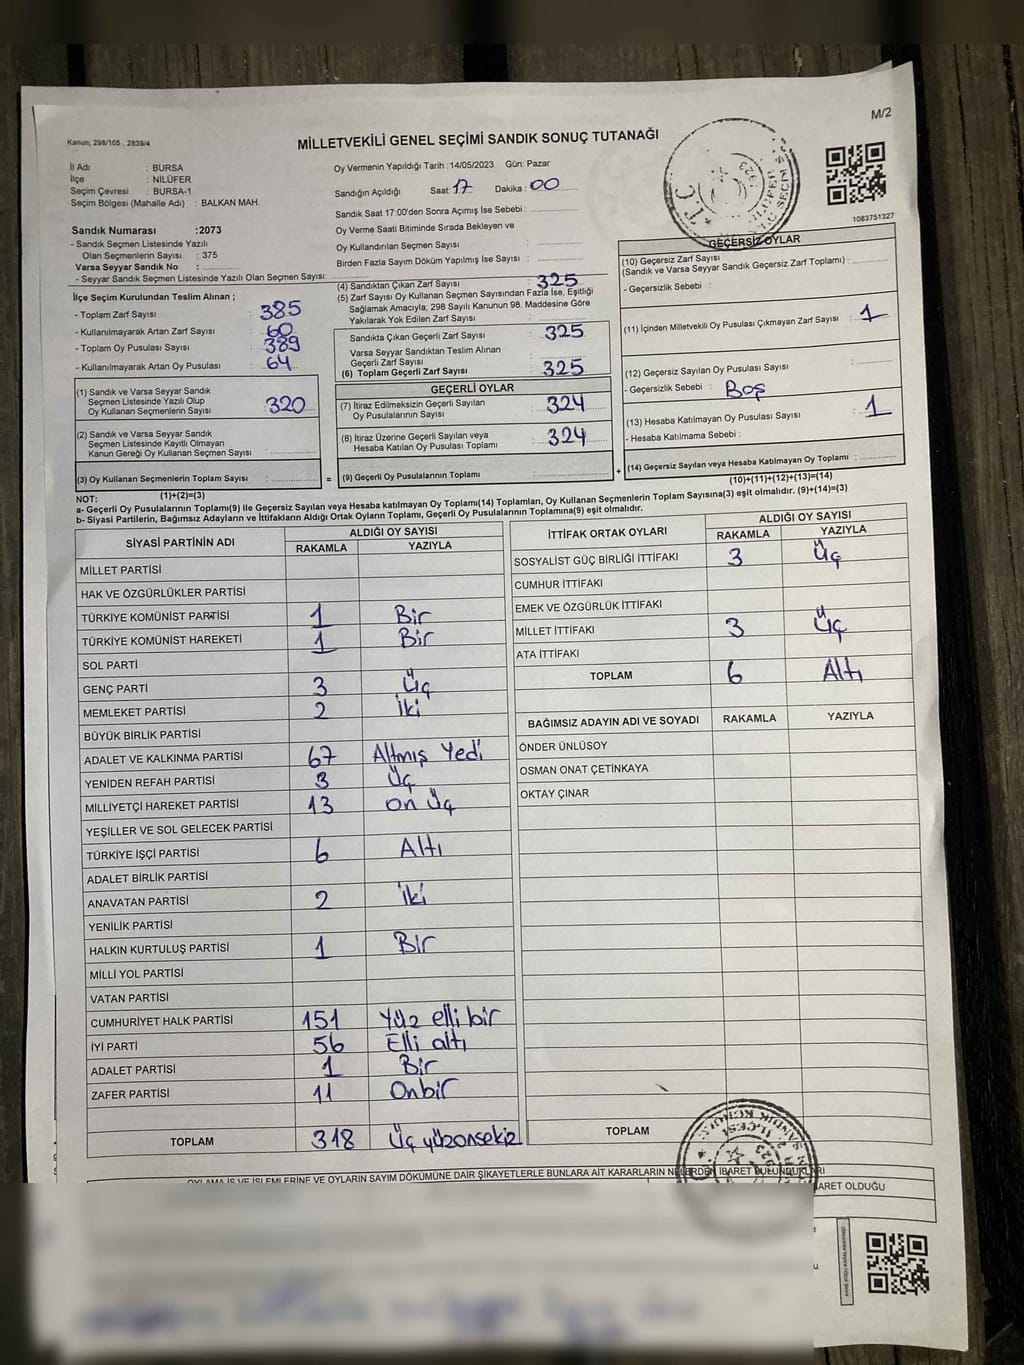 M/2
Kanun, 298/105 , 2839/4
MİLLETVEKİLİ GENEL SEÇİMİ SANDIK SONUÇ TUTANAĞI
İl Adı : BURSA
İlçe : NİLÜFER
Seçim Çevresi : BURSA-1
Seçim Bölgesi (Mahalle Adı) : BALKAN MAH.
Oy Vermenin Yapıldığı Tarih :14/05/2023 Gün: Pazar
Sandığın Açıldığı Saat: 17 Dakika : 00
Sandık Saat 17:00'den Sonra Açımış İse Sebebi :
Oy Verme Saati Bitiminde Sırada Bekleyen ve
Oy Kullandırılan Seçmen Sayısı :
Birden Fazla Sayım Döküm Yapılmış İse Sayısı :
1083751327
Sandık Numarası :2073
- Sandık Seçmen Listesinde Yazılı
Olan Seçmenlerin Sayısı : 375
Varsa Seyyar Sandık No :
- Seyyar Sandık Seçmen Listesinde Yazılı Olan Seçmen Sayısı:
İlçe Seçim Kurulundan Teslim Alınan ;
- Toplam Zarf Sayısı : 385
- Kullanılmayarak Artan Zarf Sayısı : 60
- Toplam Oy Pusulası Sayısı : 389
- Kullanılmayarak Artan Oy Pusulası : 64
(1) Sandık ve Varsa Seyyar Sandık
Seçmen Listesinde Yazılı Olup
Oy Kullanan Seçmenlerin Sayısı : 320
(2) Sandık ve Varsa Seyyar Sandık
Seçmen Listesinde Kayıtlı Olmayan
Kanun Gereği Oy Kullanan Seçmen Sayısı :
(3) Oy Kullanan Seçmenlerin Toplam Sayısı :
(1)+(2)=(3)
(4) Sandıktan Çıkan Zarf Sayısı : 325
(5) Zarf Sayısı Oy Kullanan Seçmen Sayısından Fazla İse, Eşitliği
Sağlamak Amacıyla, 298 Sayılı Kanunun 98. Maddesine Göre
Yakılarak Yok Edilen Zarf Sayısı :
Sandıkta Çıkan Geçerli Zarf Sayısı : 325
Varsa Seyyar Sandıktan Teslim Alınan
Geçerli Zarf Sayısı :
(6) Toplam Geçerli Zarf Sayısı : 325
GEÇERLİ OYLAR
(7) İtiraz Edilmeksizin Geçerli Sayılan
Oy Pusulalarının Sayısı : 324
(8) İtiraz Üzerine Geçerli Sayılan veya
Hesaba Katılan Oy Pusulası Toplamı : 324
= (9) Geçerli Oy Pusulalarının Toplamı :
GEÇERSİZ OYLAR
(10) Geçersiz Zarf Sayısı
(Sandık ve Varsa Seyyar Sandık Geçersiz Zarf Toplamı) :
- Geçersizlik Sebebi :
(11) İçinden Milletvekili Oy Pusulası Çıkmayan Zarf Sayısı : 1
(12) Geçersiz Sayılan Oy Pusulası Sayısı :
- Geçersizlik Sebebi : Boş
(13) Hesaba Katılmayan Oy Pusulası Sayısı : 1
- Hesaba Katılmama Sebebi :
+ (14) Geçersiz Sayılan veya Hesaba Katılmayan Oy Toplamı :
(10)+(11)+(12)+(13)=(14)
NOT:
a- Geçerli Oy Pusulalarının Toplamı(9) ile Geçersiz Sayılan veya Hesaba katılmayan Oy Toplamı(14) Toplamları, Oy Kullanan Seçmenlerin Toplam Sayısına(3) eşit olmalıdır. (9)+(14)=(3)
b- Siyasi Partilerin, Bağımsız Adayların ve İttifakların Aldığı Ortak Oyların Toplamı, Geçerli Oy Pusulalarının Toplamına(9) eşit olmalıdır.
SİYASİ PARTİNİN ADI ALDIĞI OY SAYISI
RAKAMLA YAZIYLA
MİLLET PARTİSİ
HAK VE ÖZGÜRLÜKLER PARTİSİ
TÜRKİYE KOMÜNİST PARTİSİ 1 Bir
TÜRKİYE KOMÜNİST HAREKETİ 1 Bir
SOL PARTİ
GENÇ PARTİ 3 Üç
MEMLEKET PARTİSİ 2 İki
BÜYÜK BİRLİK PARTİSİ
ADALET VE KALKINMA PARTİSİ 67 Altmış Yedi
YENİDEN REFAH PARTİSİ 3 Üç
MİLLİYETÇİ HAREKET PARTİSİ 13 on Üç
YEŞİLLER VE SOL GELECEK PARTİSİ
TÜRKİYE İŞÇİ PARTİSİ 6 Altı
ADALET BİRLİK PARTİSİ
ANAVATAN PARTİSİ 2 İki
YENİLİK PARTİSİ
HALKIN KURTULUŞ PARTİSİ 1 Bir
MİLLİ YOL PARTİSİ
VATAN PARTİSİ
CUMHURİYET HALK PARTİSİ 151 Yüz elli bir
İYİ PARTİ 56 Elli altı
ADALET PARTİSİ 1 Bir
ZAFER PARTİSİ 11 Onbir
TOPLAM 318 Üç yüzonsekiz
İTTİFAK ORTAK OYLARI ALDIĞI OY SAYISI
RAKAMLA YAZIYLA
SOSYALİST GÜÇ BİRLİĞİ İTTİFAKI 3 Üç
CUMHUR İTTİFAKI
EMEK VE ÖZGÜRLÜK İTTİFAKI
MİLLET İTTİFAKI 3 Üç
ATA İTTİFAKI
TOPLAM 6 Altı
BAĞIMSIZ ADAYIN ADI VE SOYADI RAKAMLA YAZIYLA
ÖNDER ÜNLÜSOY
OSMAN ONAT ÇETİNKAYA
OKTAY ÇINAR
TOPLAM
OYLAMA İŞ VE İŞLEMLERİNE VE OYLARIN SAYIM DÖKÜMÜNE DAİR ŞİKAYETLERLE BUNLARA AİT KARARLARIN NELERDEN İBARET BULUNDUKLARI
OLDUĞU